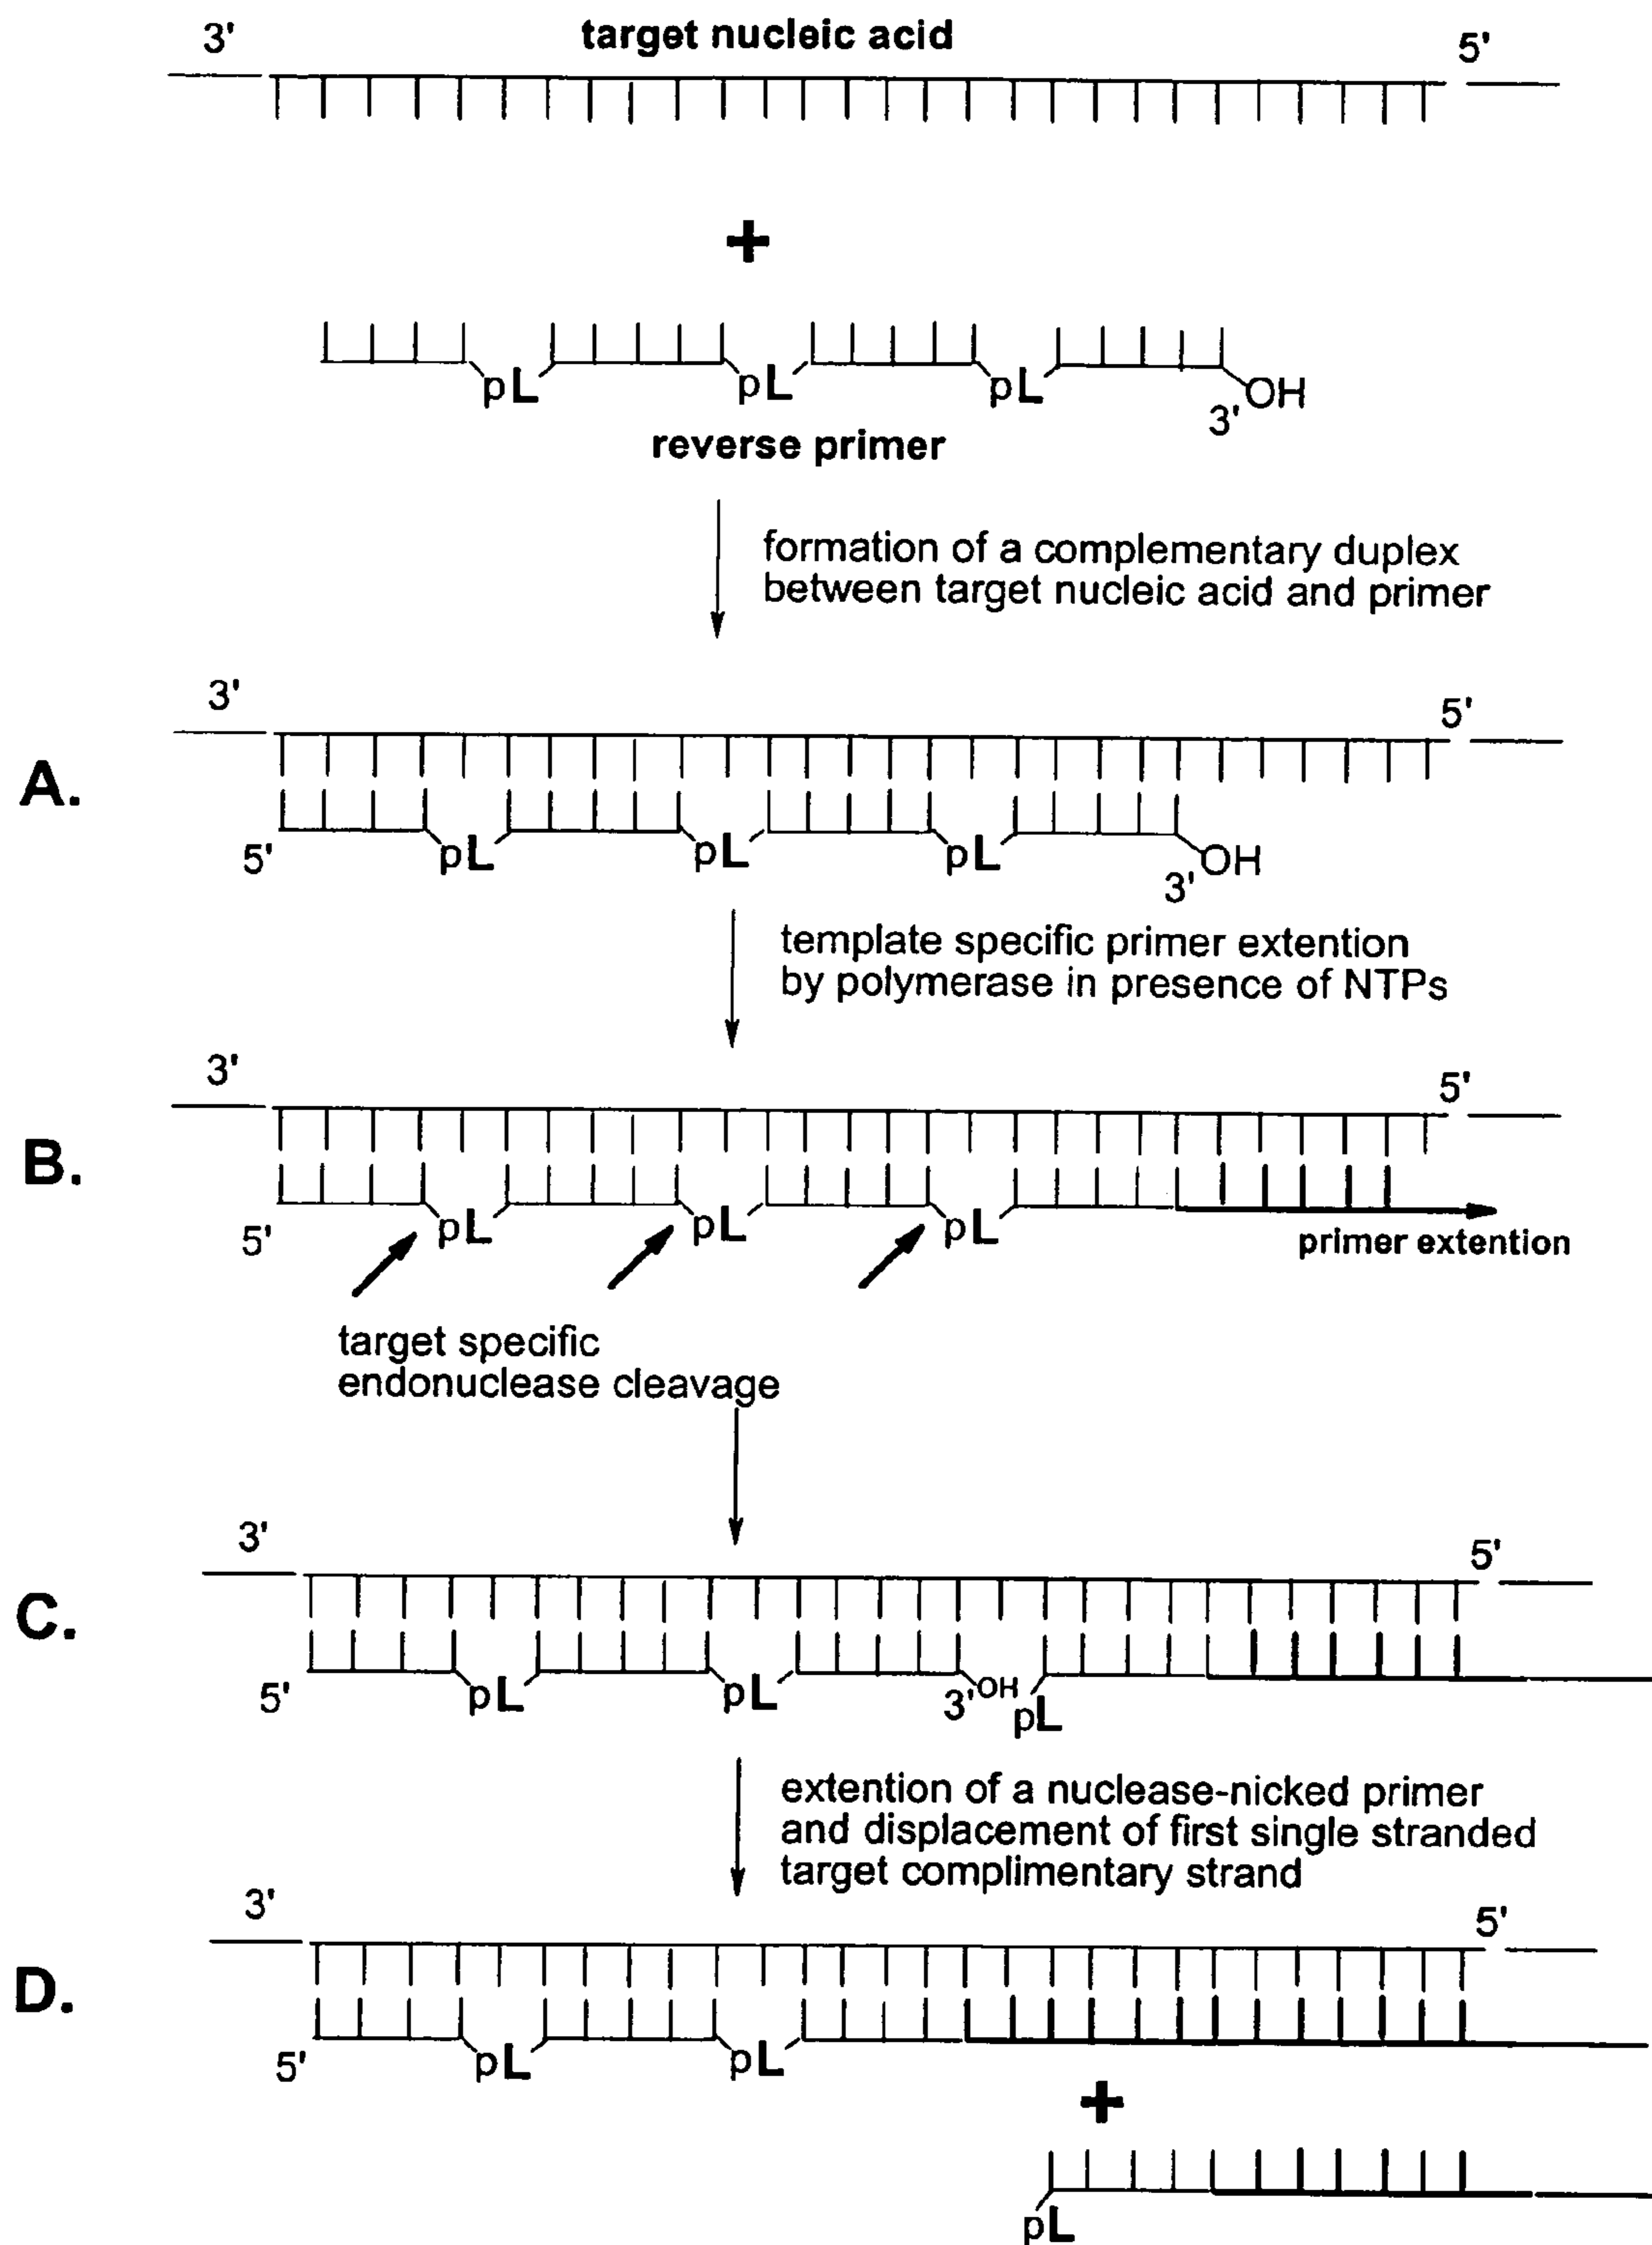 3' target nucleic acid 5'
+
pL pL pL OH
3'
reverse primer
formation of a complementary duplex
between target nucleic acid and primer
3' 5'
A.
5' pL pL pL OH
3'
template specific primer extention
by polymerase in presence of NTPs
3' 5'
B.
5' pL pL pL
primer extention
target specific
endonuclease cleavage
3' 5'
C.
5' pL pL 3' OH pL
extention of a nuclease-nicked primer
and displacement of first single stranded
target complimentary strand
3' 5'
D.
5' pL pL
+
pL